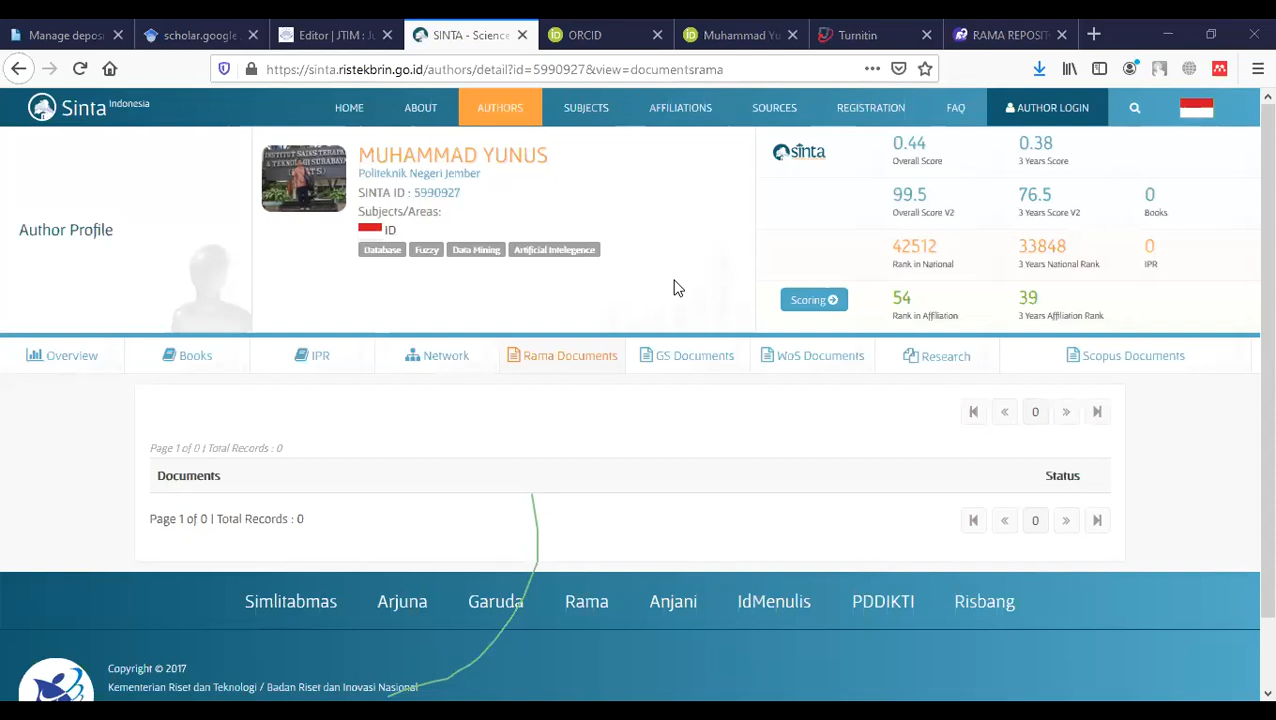 Manage depos
scholar.google.
Editor | JTIM : Ju
SINTA - Science
ORCID
Muhammad Yu
Turnitin
RAMA REPOSIT
https://sinta.ristekbrin.go.id/authors/detail?id=5990927&view=documentsrama
Sinta Indonesia
HOME
ABOUT
AUTHORS
SUBJECTS
AFFILIATIONS
SOURCES
REGISTRATION
FAQ
AUTHOR LOGIN
Author Profile
INSTITUT SAINS TERAPA
& TEKNOLOGI SURABAYA
MUHAMMAD YUNUS
Politeknik Negeri Jember
SINTA ID : 5990927
Subjects/Areas:
ID
Database
Fuzzy
Data Mining
Artificial Intelegence
sinta
0.44
Overall Score
0.38
3 Years Score
99.5
Overall Score V2
76.5
3 Years Score V2
0
Books
42512
Rank in National
33848
3 Years National Rank
0
IPR
Scoring
54
Rank in Affiliation
39
3 Years Affiliation Rank
Overview
Books
IPR
Network
Rama Documents
GS Documents
WoS Documents
Research
Scopus Documents
0
Page 1 of 0 | Total Records : 0
Documents
Status
Page 1 of 0 | Total Records : 0
0
Simlitabmas
Arjuna
Garuda
Rama
Anjani
IdMenulis
PDDIKTI
Risbang
Copyright © 2017
Kementerian Riset dan Teknologi / Badan Riset dan Inovasi Nasional